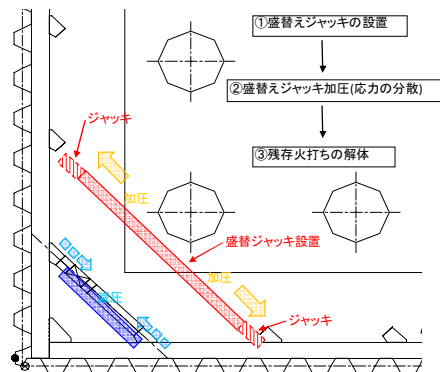 ①盛替えジャッキの設置
②盛替えジャッキ加圧(応力の分散)
③残存火打ちの解体
ジャッキ
加圧
盛替ジャッキ設置
加圧
減圧
ジャッキ